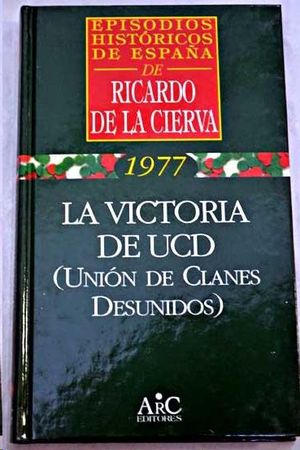 EPISODIOS
HISTÓRICOS
DE ESPAÑA
DE
RICARDO
DE LA CIERVA
1977
LA VICTORIA
DE UCD
(UNIÓN DE CLANES
DESUNIDOS)
ARC
EDITORES